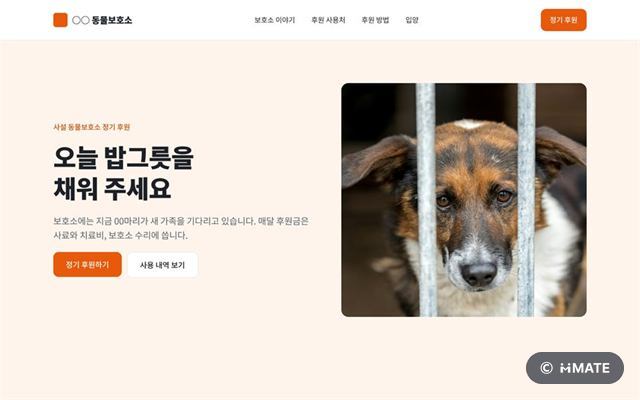 ○○ 동물보호소
보호소 이야기
후원 사용처
후원 방법
입양
정기 후원
사설 동물보호소 정기 후원
오늘 밥그릇을
채워 주세요
보호소에는 지금 00마리가 새 가족을 기다리고 있습니다. 매달 후원금은
사료와 치료비, 보호소 수리에 씁니다.
정기 후원하기
사용 내역 보기
© MMATE